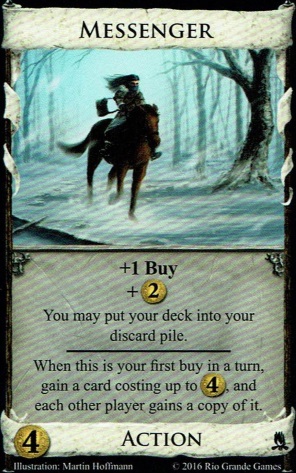 MESSENGER
+1 Buy
+ 2
You may put your deck into your
discard pile.
When this is your first buy in a turn,
gain a card costing up to 4, and
each other player gains a copy of it.
4 ACTION
Illustration: Martin Hoffmann © 2016 Rio Grande Games